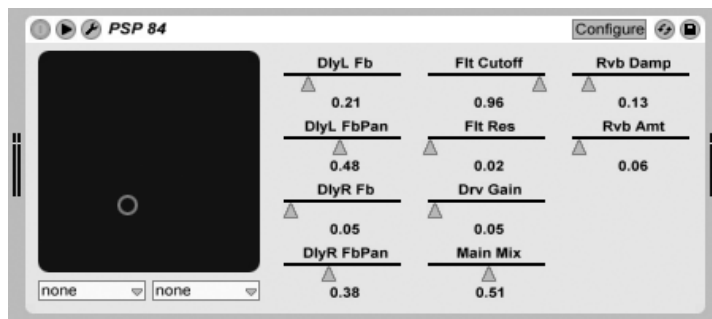 PSP 84
Configure
DlyL Fb
0.21
DlyL FbPan
0.48
DlyR Fb
0.05
DlyR FbPan
0.38
Flt Cutoff
0.96
Flt Res
0.02
Drv Gain
0.05
Main Mix
0.51
Rvb Damp
0.13
Rvb Amt
0.06
none
none